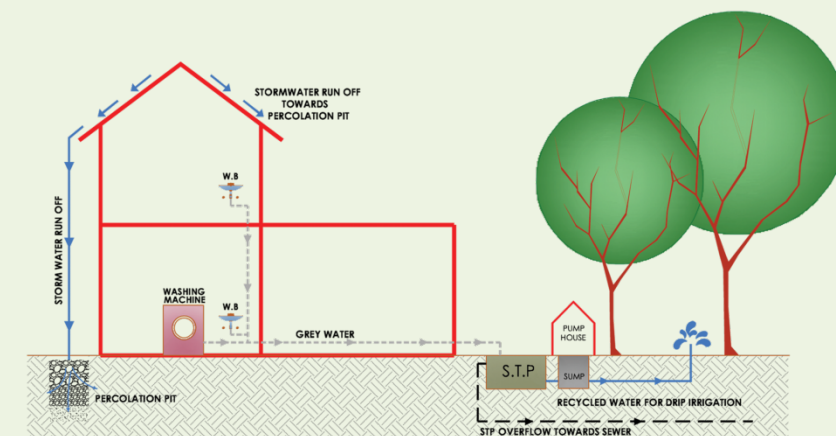 STORMWATER RUN OFF
TOWARDS
PERCOLATION PIT
W.B
STORM WATER RUN OFF
WASHING
MACHINE
W.B
GREY WATER
PUMP
HOUSE
S.T.P
SUMP
PERCOLATION PIT
RECYCLED WATER FOR DRIP IRRIGATION
STP OVERFLOW TOWARDS SEWER